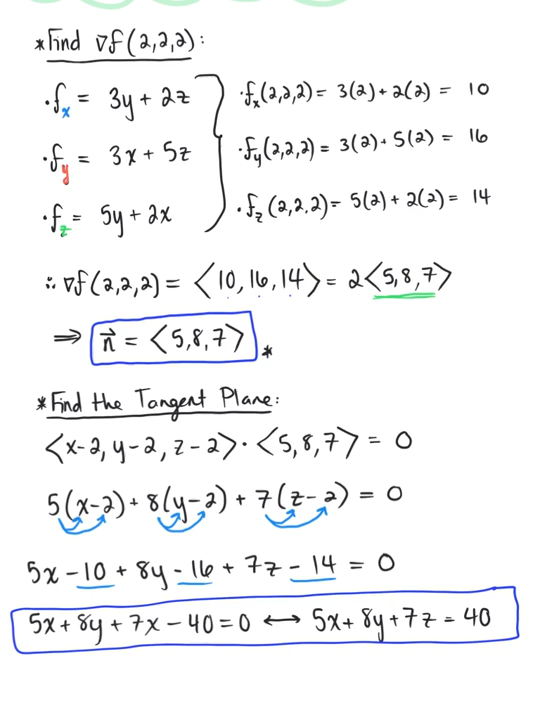 *Find ∇f(2,2,2):
·fx = 3y + 2z
·fx(2,2,2) = 3(2) + 2(2) = 10
·fy = 3x + 5z
·fy(2,2,2) = 3(2) + 5(2) = 16
·fz = 5y + 2x
·fz(2,2,2) = 5(2) + 2(2) = 14
∴ ∇f(2,2,2) = ⟨10, 16, 14⟩ = 2⟨5,8,7⟩
⇒ n⃗ = ⟨5,8,7⟩ *
*Find the Tangent Plane:
⟨x-2, y-2, z-2⟩ · ⟨5,8,7⟩ = 0
5(x-2) + 8(y-2) + 7(z-2) = 0
5x - 10 + 8y - 16 + 7z - 14 = 0
5x + 8y + 7x - 40 = 0 ⟷ 5x + 8y + 7z = 40